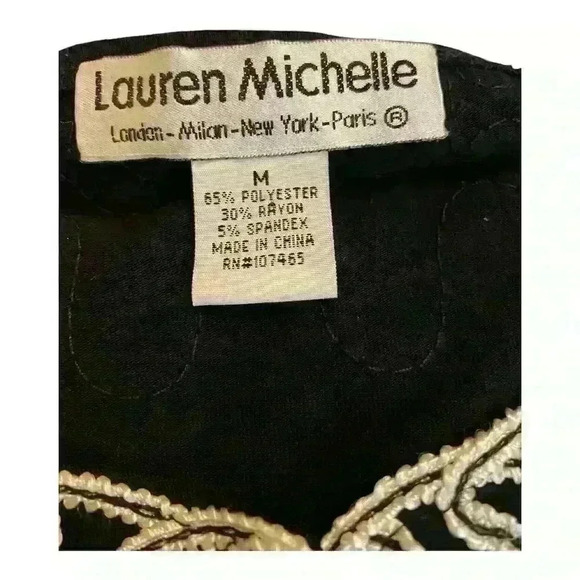 Lauren Michelle
London-Milan-New York-Paris ®
M
65% POLYESTER
30% RAYON
5% SPANDEX
MADE IN CHINA
RN#107465